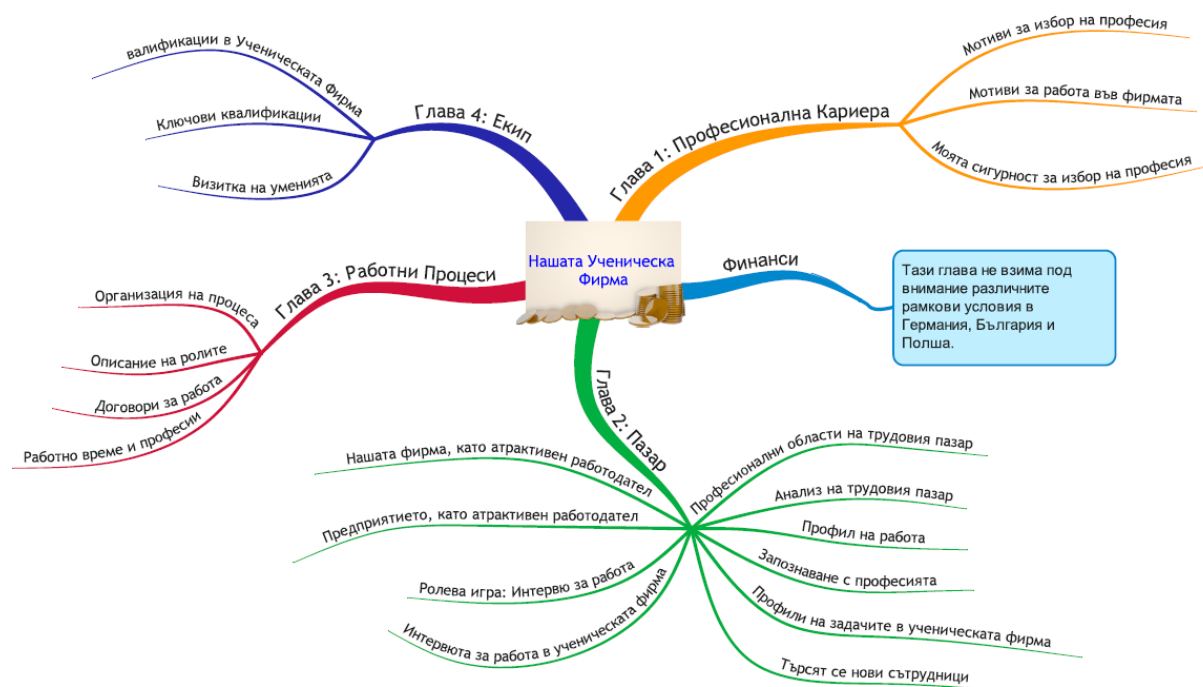 Нашата Ученическа
Фирма
Глава 1: Професионална Кариера
Мотиви за избор на професия
Мотиви за работа във фирмата
Моята сигурност за избор на професия
Финанси
Тази глава не взима под
внимание различните
рамкови условия в
Германия, България и
Полша.
Глава 2: Пазар
Професионални области на трудовия пазар
Анализ на трудовия пазар
Профил на работа
Запознаване с професията
Профили на задачите в ученическата фирма
Търсят се нови сътрудници
Нашата фирма, като атрактивен работодател
Предприятието, като атрактивен работодател
Ролева игра: Интервю за работа
Интервюта за работа в ученическата фирма
Глава 3: Работни Процеси
Организация на процеса
Описание на ролите
Договори за работа
Работно време и професии
Глава 4: Екип
валификации в Ученическата Фирма
Ключови квалификации
Визитка на уменията